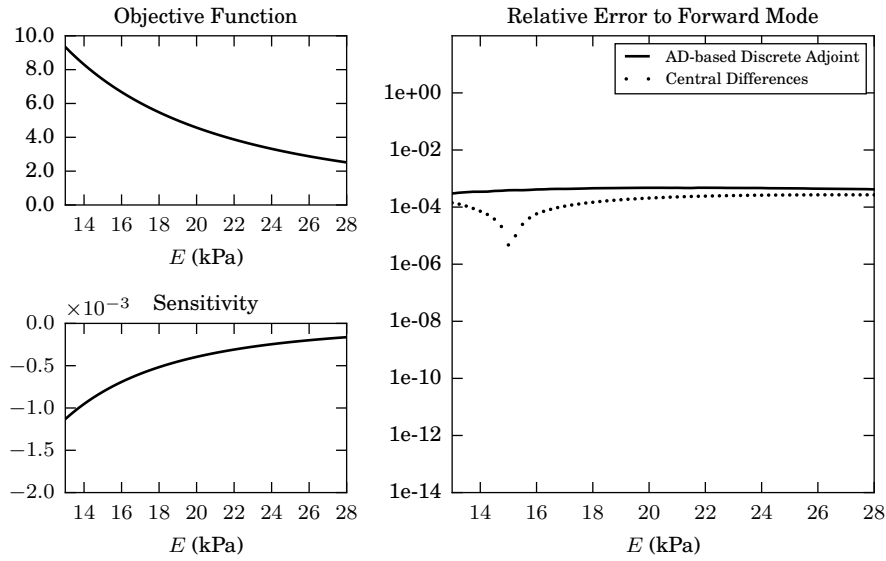 Objective Function
10.0
8.0
6.0
4.0
2.0
0.0
14 16 18 20 22 24 26 28
E (kPa)
×10−3 Sensitivity
0.0
−0.5
−1.0
−1.5
−2.0
14 16 18 20 22 24 26 28
E (kPa)
Relative Error to Forward Mode
AD-based Discrete Adjoint
Central Differences
1e+00
1e-02
1e-04
1e-06
1e-08
1e-10
1e-12
1e-14
14 16 18 20 22 24 26 28
E (kPa)